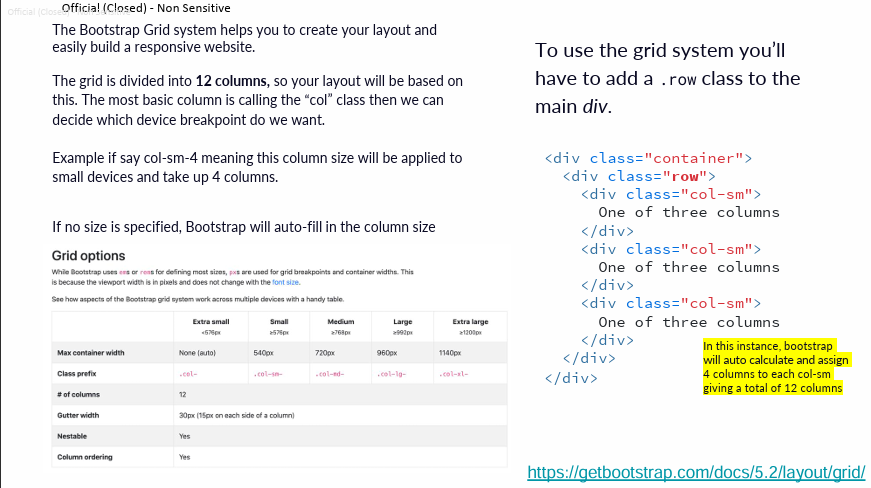 Official (Closed) - Non Sensitive
The Bootstrap Grid system helps you to create your layout and
easily build a responsive website.
The grid is divided into 12 columns, so your layout will be based on
this. The most basic column is calling the “col” class then we can
decide which device breakpoint do we want.
Example if say col-sm-4 meaning this column size will be applied to
small devices and take up 4 columns.
If no size is specified, Bootstrap will auto-fill in the column size
Grid options
While Bootstrap uses ems or rems for defining most sizes, pxs are used for grid breakpoints and container widths. This
is because the viewport width is in pixels and does not change with the font size.
See how aspects of the Bootstrap grid system work across multiple devices with a handy table.
Extra small Small Medium Large Extra large
<576px ≥576px ≥768px ≥992px ≥1200px
Max container width None (auto) 540px 720px 960px 1140px
Class prefix .col- .col-sm- .col-md- .col-lg- .col-xl-
# of columns 12
Gutter width 30px (15px on each side of a column)
Nestable Yes
Column ordering Yes
To use the grid system you’ll
have to add a .row class to the
main div.
<div class="container">
<div class="row">
<div class="col-sm">
One of three columns
</div>
<div class="col-sm">
One of three columns
</div>
<div class="col-sm">
One of three columns
</div>
</div>
</div>
In this instance, bootstrap
will auto calculate and assign
4 columns to each col-sm
giving a total of 12 columns
https://getbootstrap.com/docs/5.2/layout/grid/